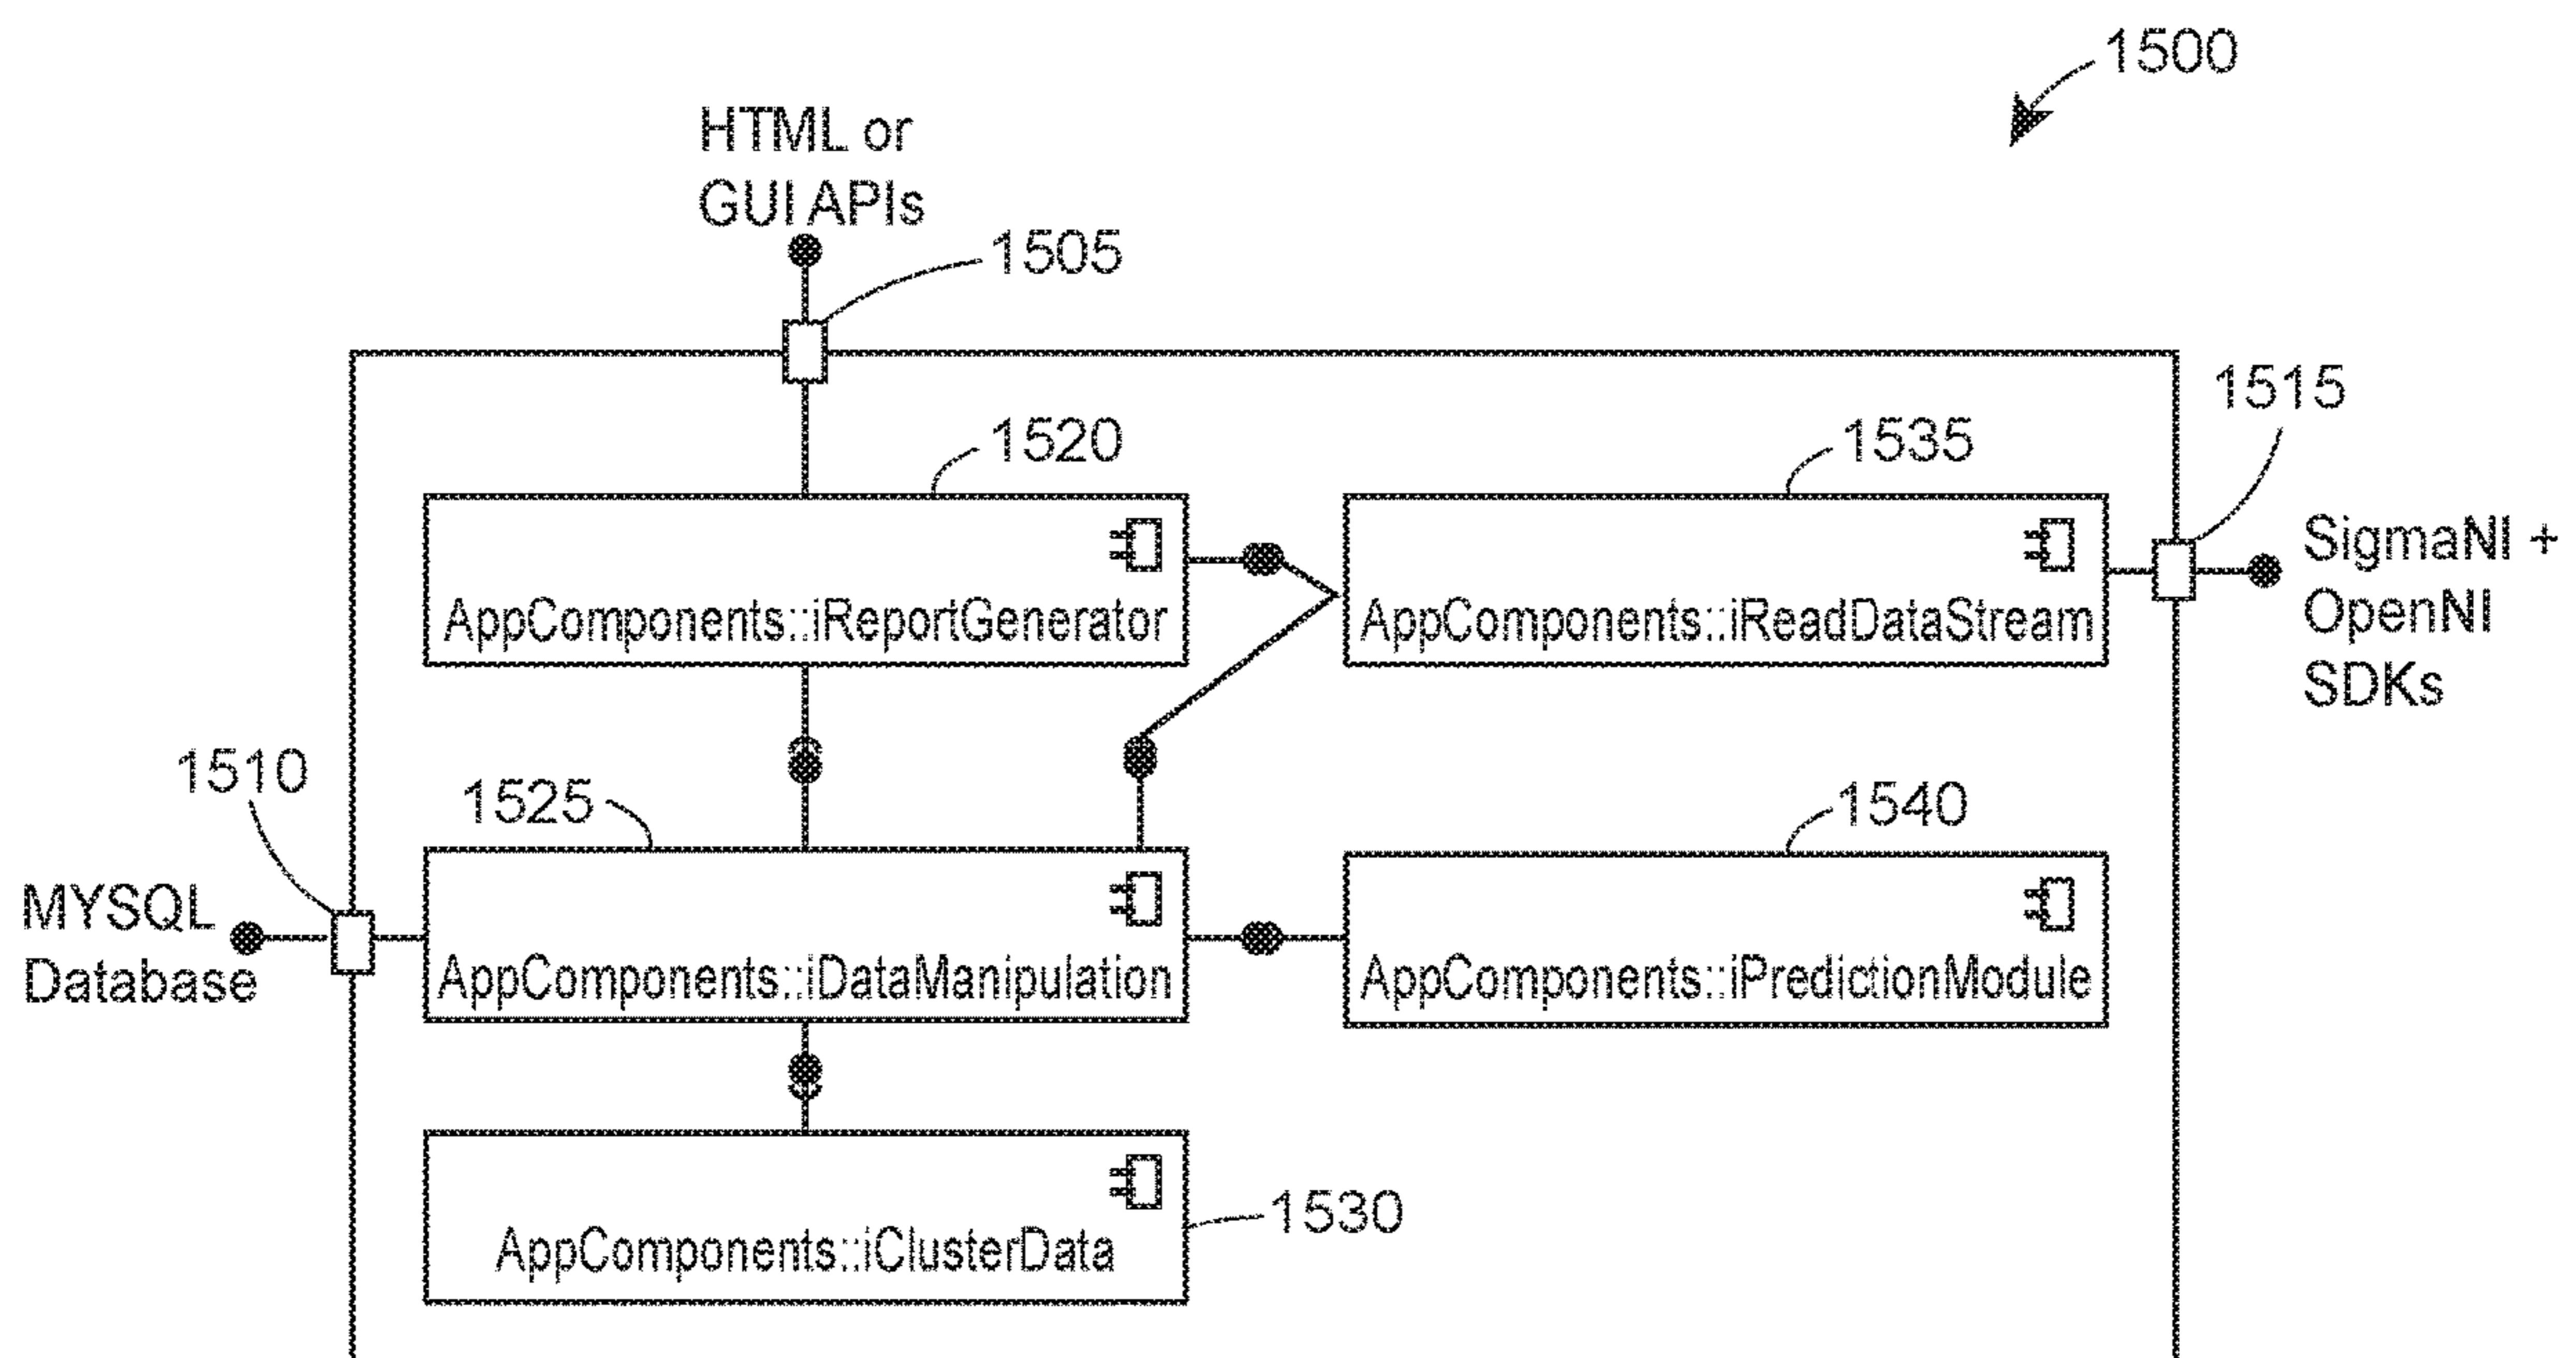 1500
HTML or
GUI APIs
1505
1515
1520
1535
AppComponents::iReportGenerator
AppComponents::iReadDataStream
SigmaNI +
OpenNI
SDKs
1510
1525
1540
MYSQL
Database
AppComponents::iDataManipulation
AppComponents::iPredictionModule
AppComponents::iClusterData
1530